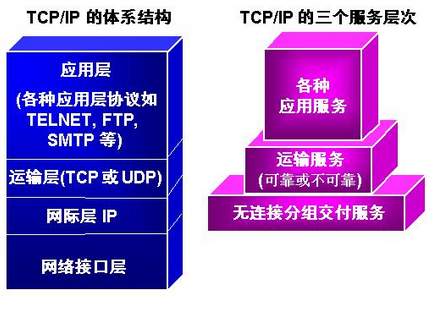 TCP/IP 的体系结构
应用层
(各种应用层协议如
TELNET, FTP,
SMTP 等)
运输层(TCP 或 UDP)
网际层 IP
网络接口层
TCP/IP 的三个服务层次
各种
应用服务
运输服务
(可靠或不可靠)
无连接分组交付服务